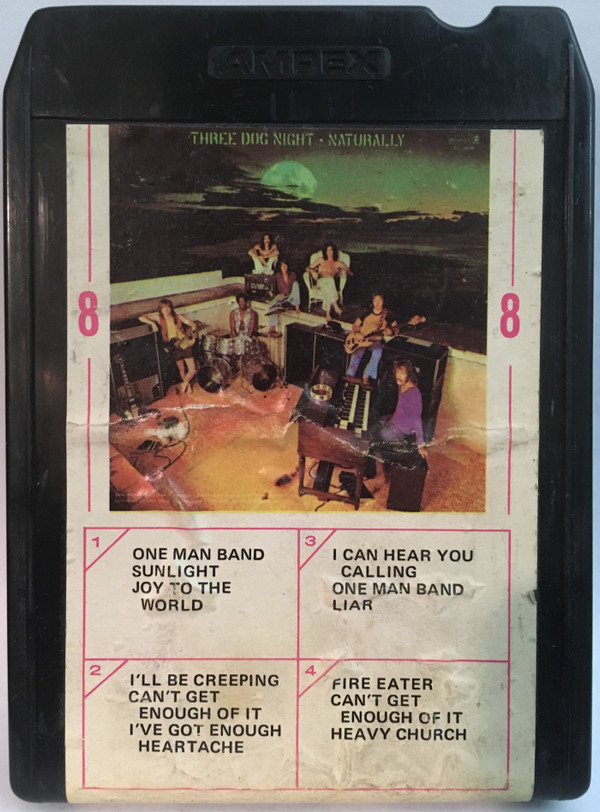 AMPEX
THREE DOG NIGHT • NATURALLY
8
8
1
ONE MAN BAND
SUNLIGHT
JOY TO THE
WORLD
2
I'LL BE CREEPING
CAN'T GET
ENOUGH OF IT
I'VE GOT ENOUGH
HEARTACHE
3
I CAN HEAR YOU
CALLING
ONE MAN BAND
LIAR
4
FIRE EATER
CAN'T GET
ENOUGH OF IT
HEAVY CHURCH